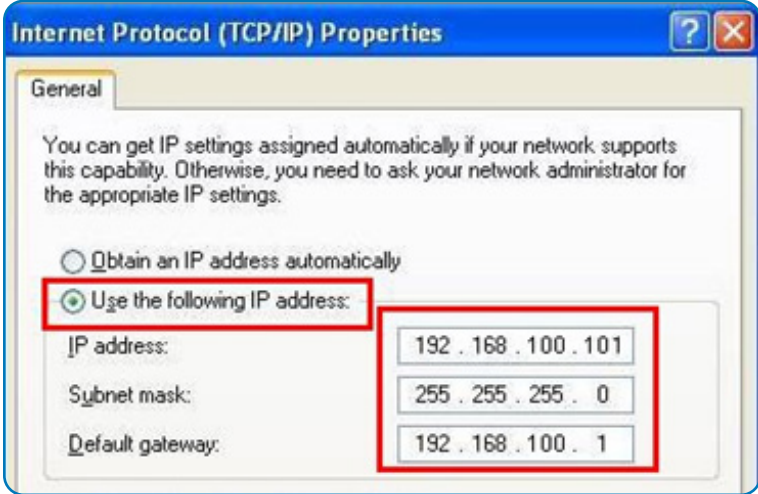 Internet Protocol (TCP/IP) Properties
General
You can get IP settings assigned automatically if your network supports
this capability. Otherwise, you need to ask your network administrator for
the appropriate IP settings.
Obtain an IP address automatically
Use the following IP address:
IP address: 192 . 168 . 100 . 101
Subnet mask: 255 . 255 . 255 . 0
Default gateway: 192 . 168 . 100 . 1